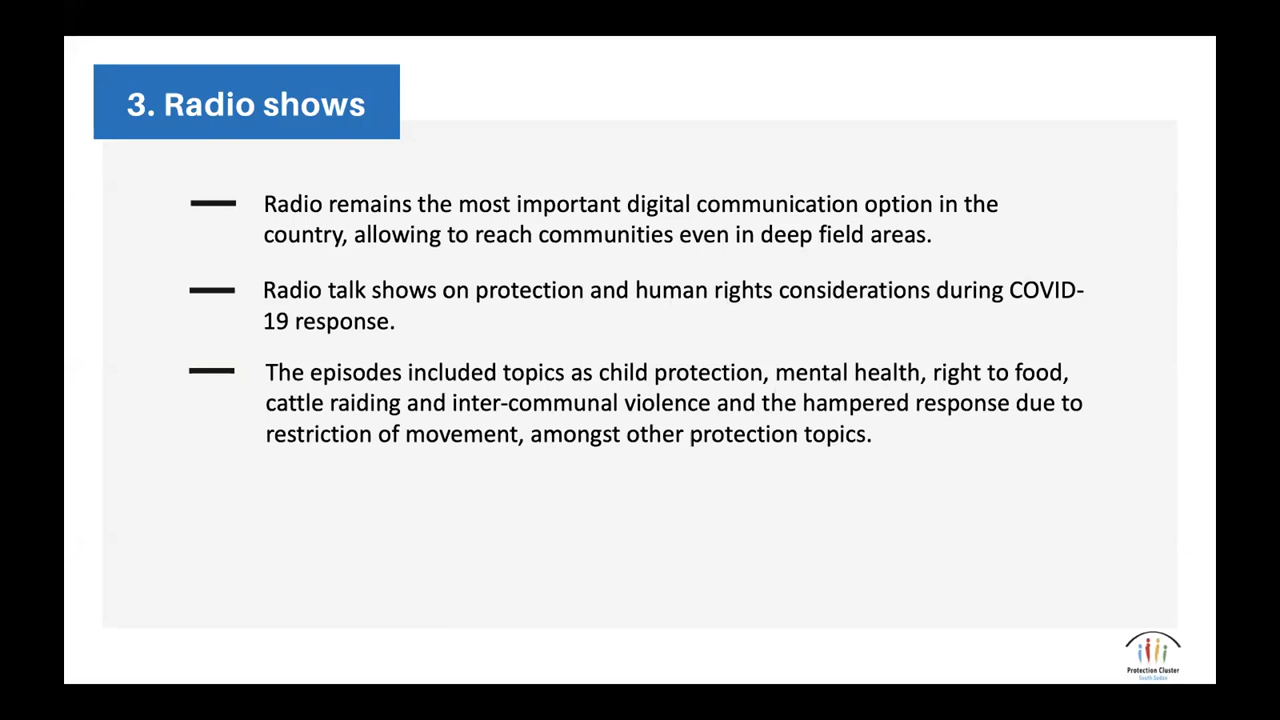 3. Radio shows
Radio remains the most important digital communication option in the
country, allowing to reach communities even in deep field areas.
Radio talk shows on protection and human rights considerations during COVID-
19 response.
The episodes included topics as child protection, mental health, right to food,
cattle raiding and inter-communal violence and the hampered response due to
restriction of movement, amongst other protection topics.
Protection Cluster
South Sudan